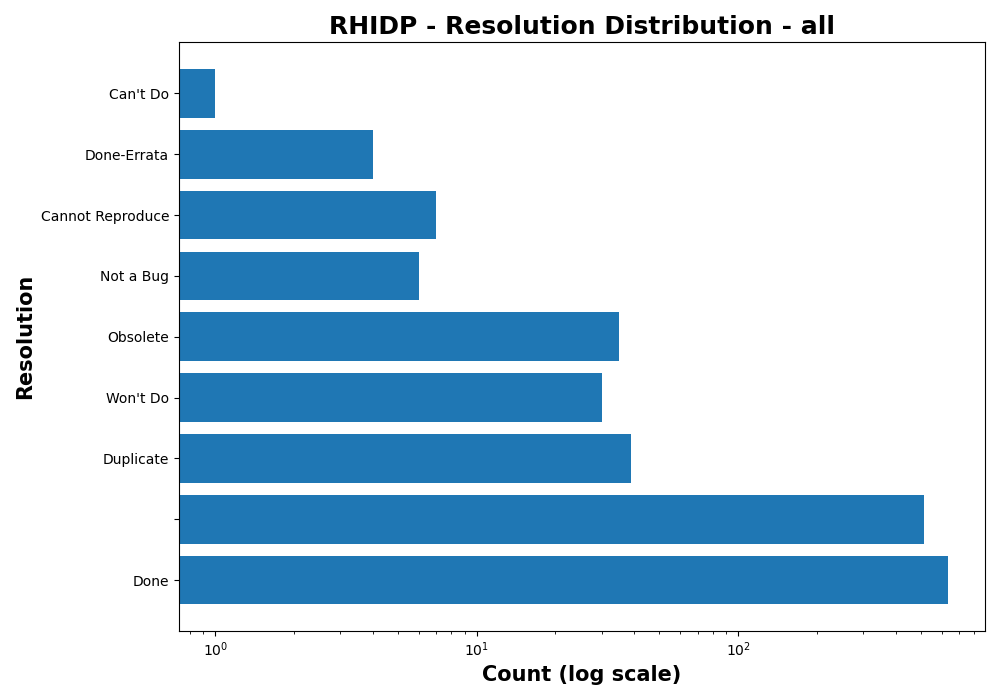 RHIDP - Resolution Distribution - all
Can't Do
Done-Errata
Cannot Reproduce
Not a Bug
Obsolete
Won't Do
Duplicate
Done
Resolution
10⁰ 10¹ 10²
Count (log scale)